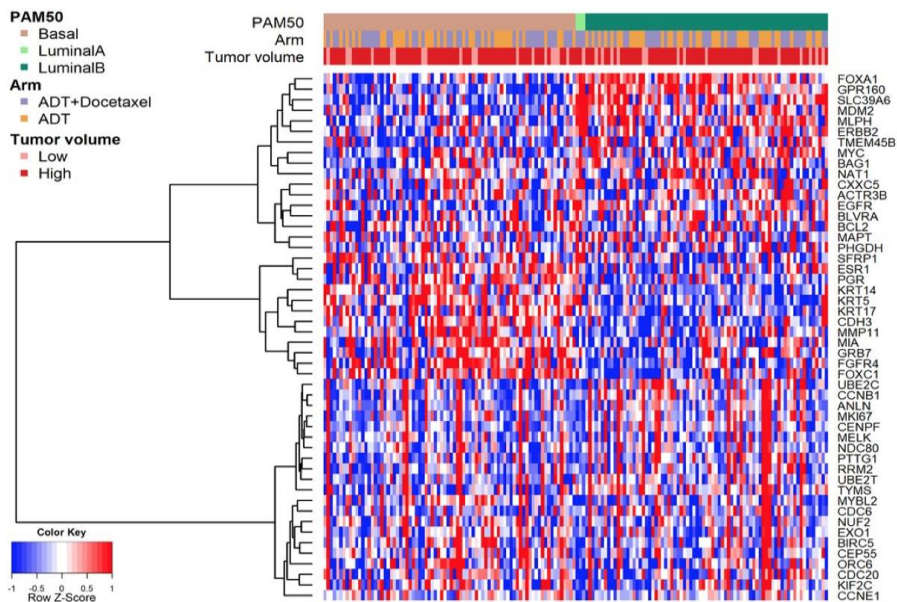 PAM50
Basal
LuminalA
LuminalB
Arm
ADT+Docetaxel
ADT
Tumor volume
Low
High
PAM50
Arm
Tumor volume
FOXA1
GPR160
SLC39A6
MDM2
MLPH
ERBB2
TMEM45B
MYC
BAG1
NAT1
CXXC5
ACTR3B
EGFR
BLVRA
BCL2
MAPT
PHGDH
SFRP1
ESR1
PGR
KRT14
KRT5
KRT17
CDH3
MMP11
MIA
GRB7
FGFR4
FOXC1
UBE2C
CCNB1
ANLN
MKI67
CENPF
MELK
NDC80
PTTG1
RRM2
UBE2T
TYMS
MYBL2
CDC6
NUF2
EXO1
BIRC5
CEP55
ORC6
CDC20
KIF2C
CCNE1
Color Key
-1 -0.5 0 0.5 1
Row Z-Score